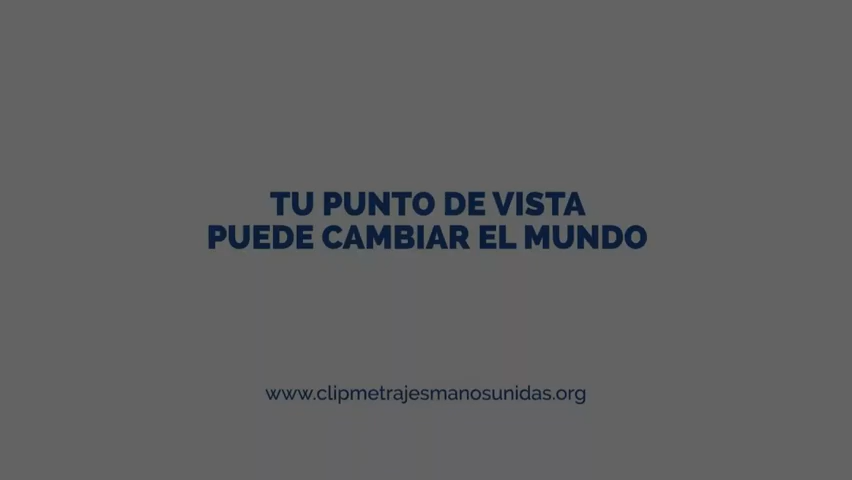 TU PUNTO DE VISTA
PUEDE CAMBIAR EL MUNDO
www.clipmetrajesmanosunidas.org